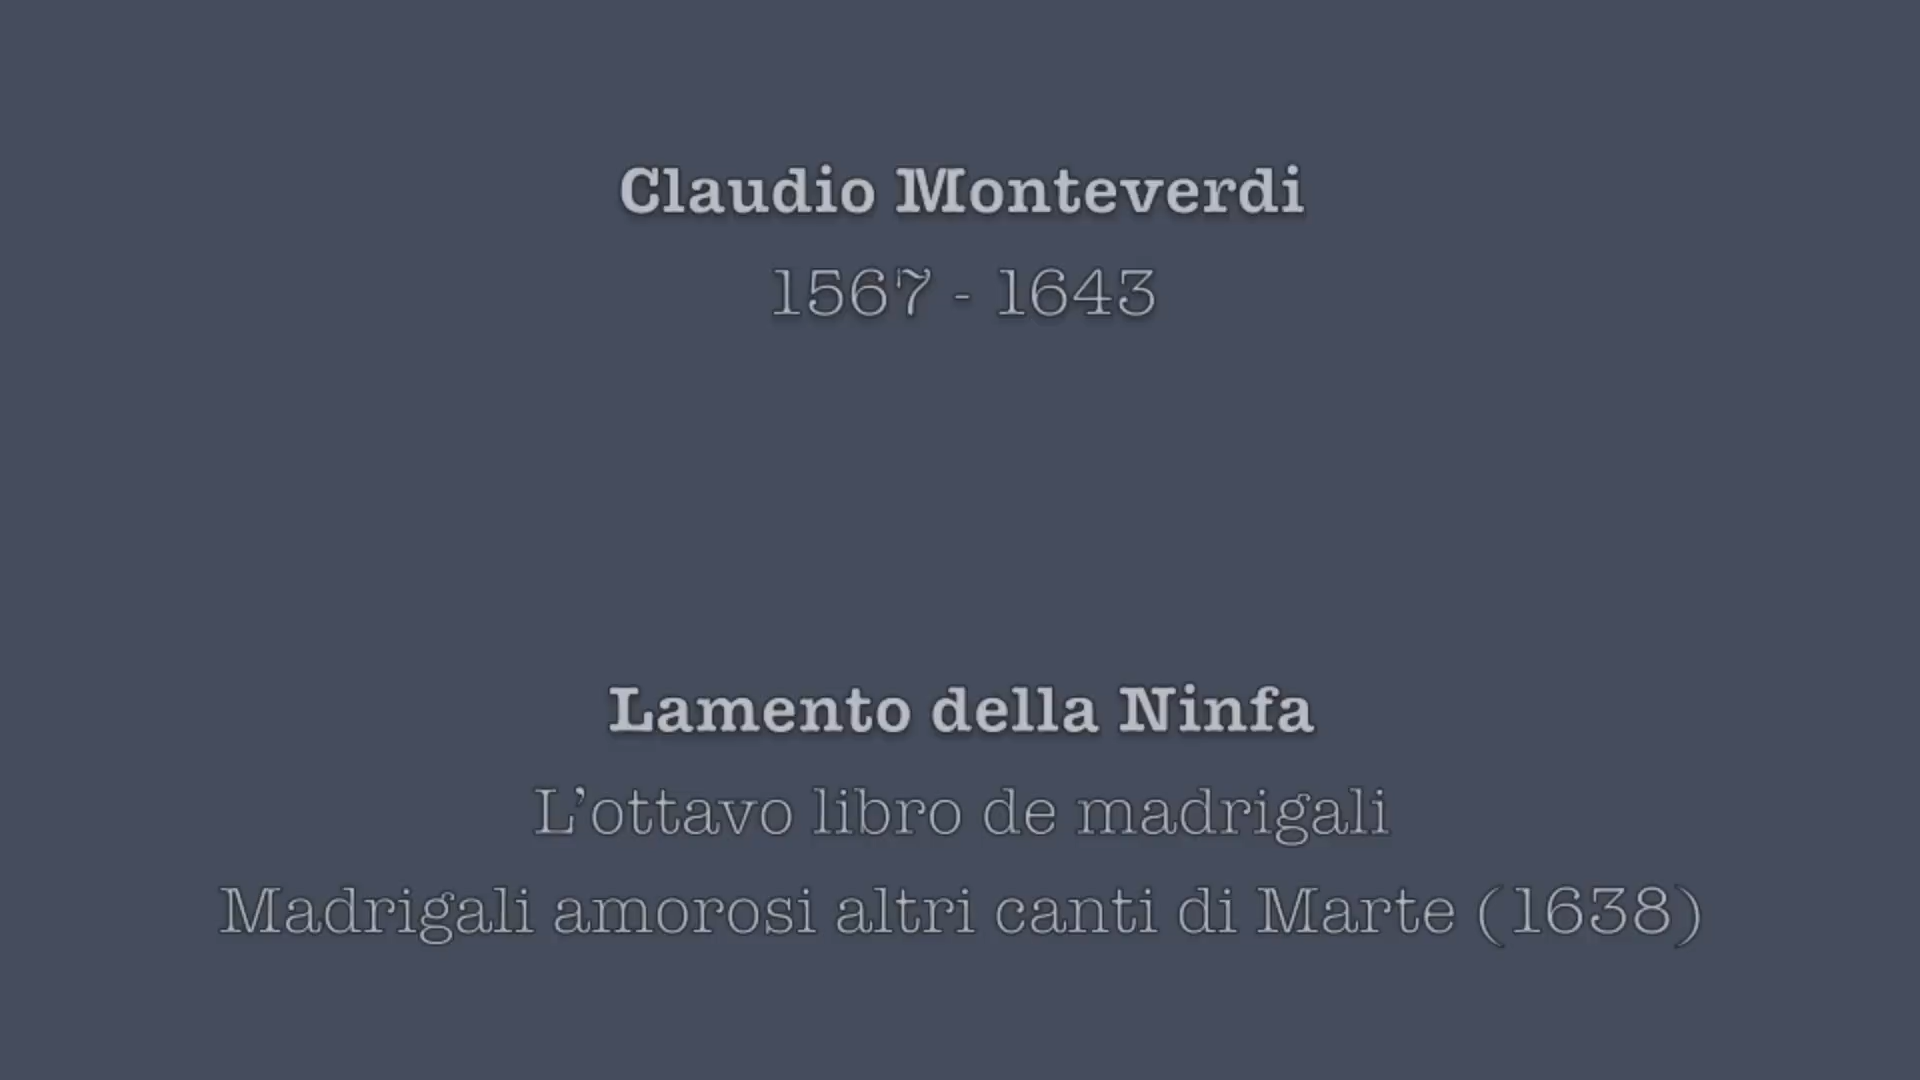 Claudio Monteverdi
1567 - 1643
Lamento della Ninfa
L’ottavo libro de madrigali
Madrigali amorosi altri canti di Marte (1638)